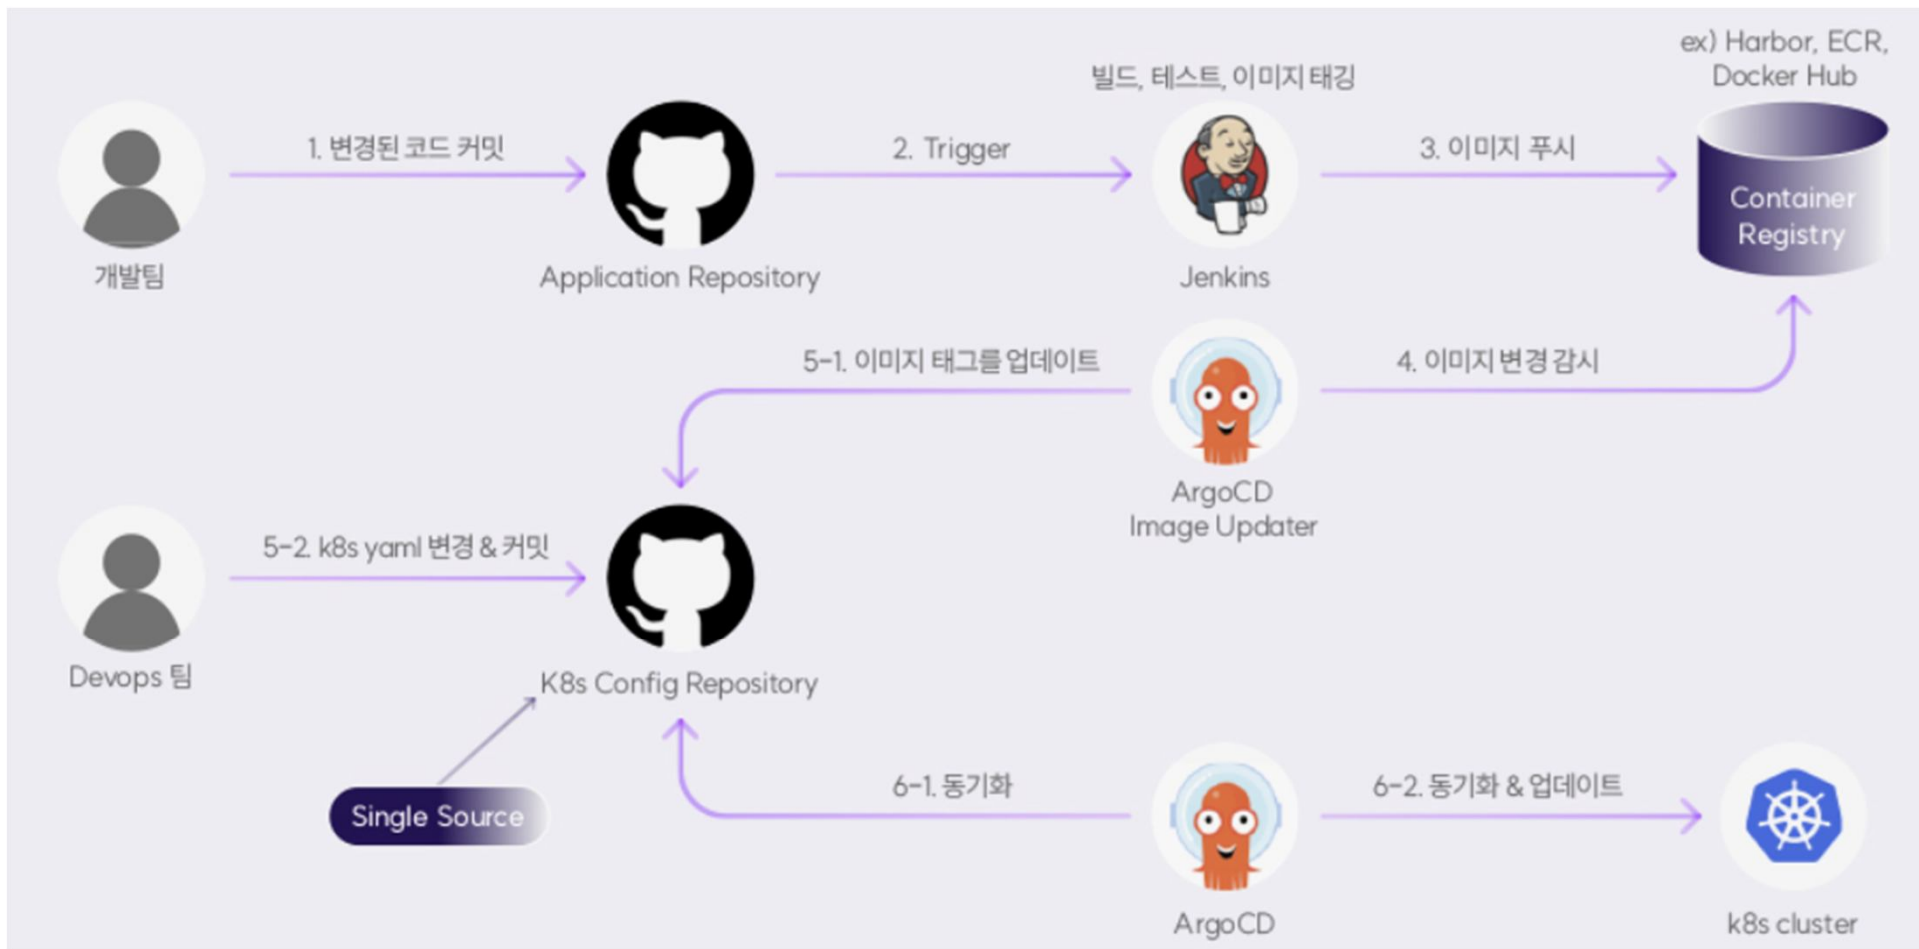 ex) Harbor, ECR,
Docker Hub
빌드, 테스트, 이미지 태깅
1. 변경된 코드 커밋
2. Trigger
3. 이미지 푸시
Container
Registry
개발팀
Application Repository
Jenkins
5-1. 이미지 태그를 업데이트
4. 이미지 변경 감시
ArgoCD
Image Updater
5-2. k8s yaml 변경 & 커밋
Devops 팀
K8s Config Repository
Single Source
6-1. 동기화
6-2. 동기화 & 업데이트
ArgoCD
k8s cluster